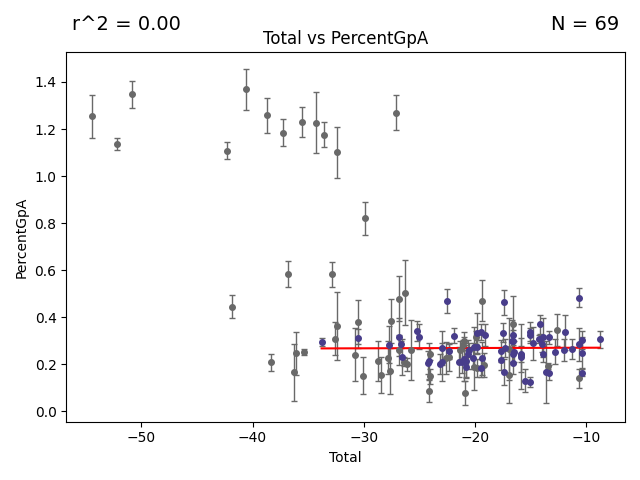 r^2 = 0.00
N = 69
Total vs PercentGpA
PercentGpA
1.4
1.2
1.0
0.8
0.6
0.4
0.2
0.0
−50
−40
−30
−20
−10
Total